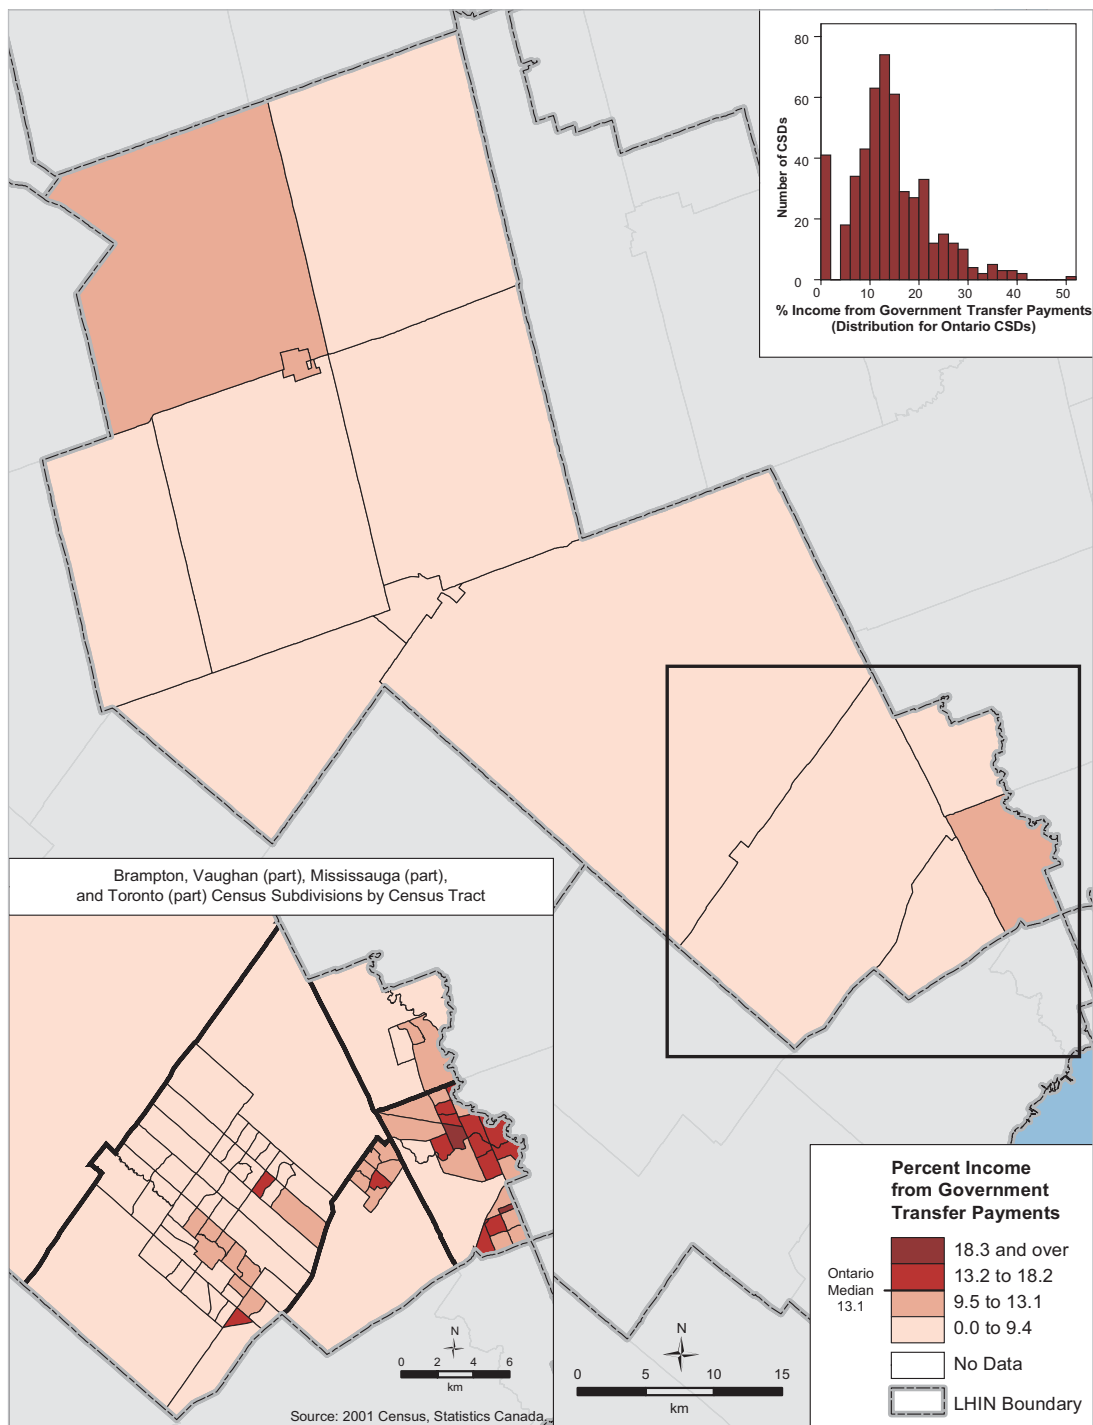 80
60
40
20
0
Number of CSDs
0 10 20 30 40 50
% Income from Government Transfer Payments
(Distribution for Ontario CSDs)
Brampton, Vaughan (part), Mississauga (part),
and Toronto (part) Census Subdivisions by Census Tract
N
0 2 4 6
km
Source: 2001 Census, Statistics Canada
N
0 5 10 15
km
Percent Income
from Government
Transfer Payments
18.3 and over
13.2 to 18.2
9.5 to 13.1
0.0 to 9.4
Ontario
Median
13.1
No Data
LHIN Boundary